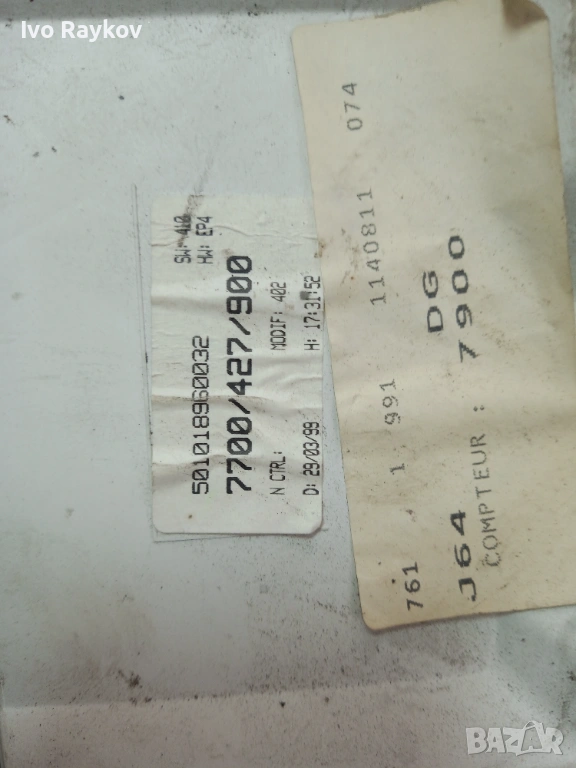 Ivo Raykov
SW: 410
HW: EP4
501018960032
7700/427/900
N CTRL: MODIF: 402
D: 29/03/99 H: 17:31:52
761 1 991 1140811 074
J64 DG
COMPTEUR : 7900
BAZAR